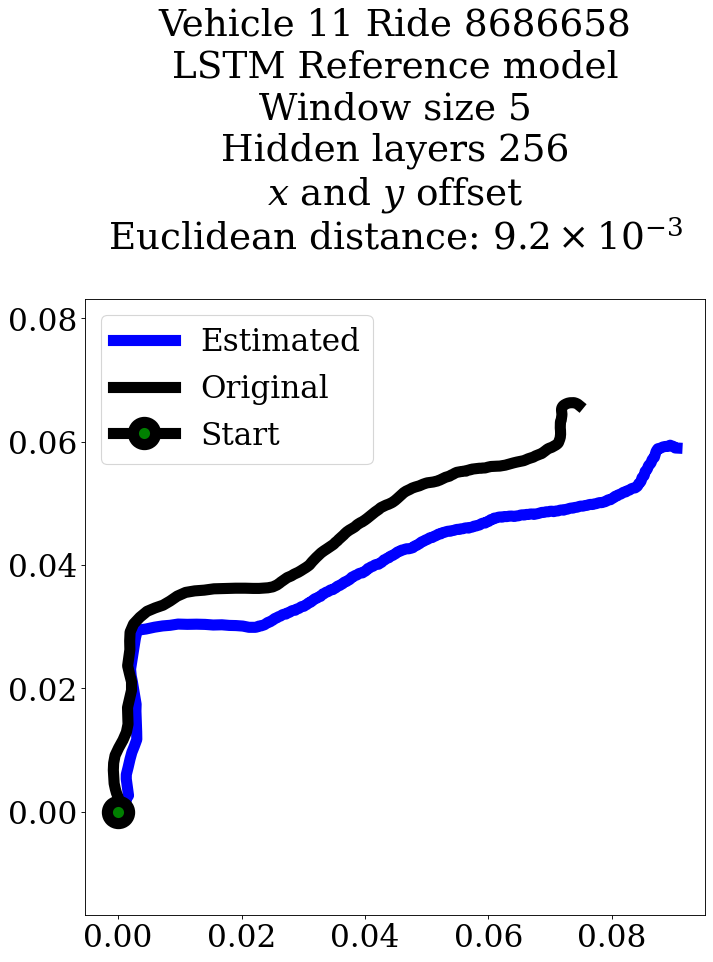 Vehicle 11 Ride 8686658
LSTM Reference model
Window size 5
Hidden layers 256
x and y offset
Euclidean distance: 9.2 × 10⁻³
Estimated
Original
Start
0.08
0.06
0.04
0.02
0.00
0.00 0.02 0.04 0.06 0.08